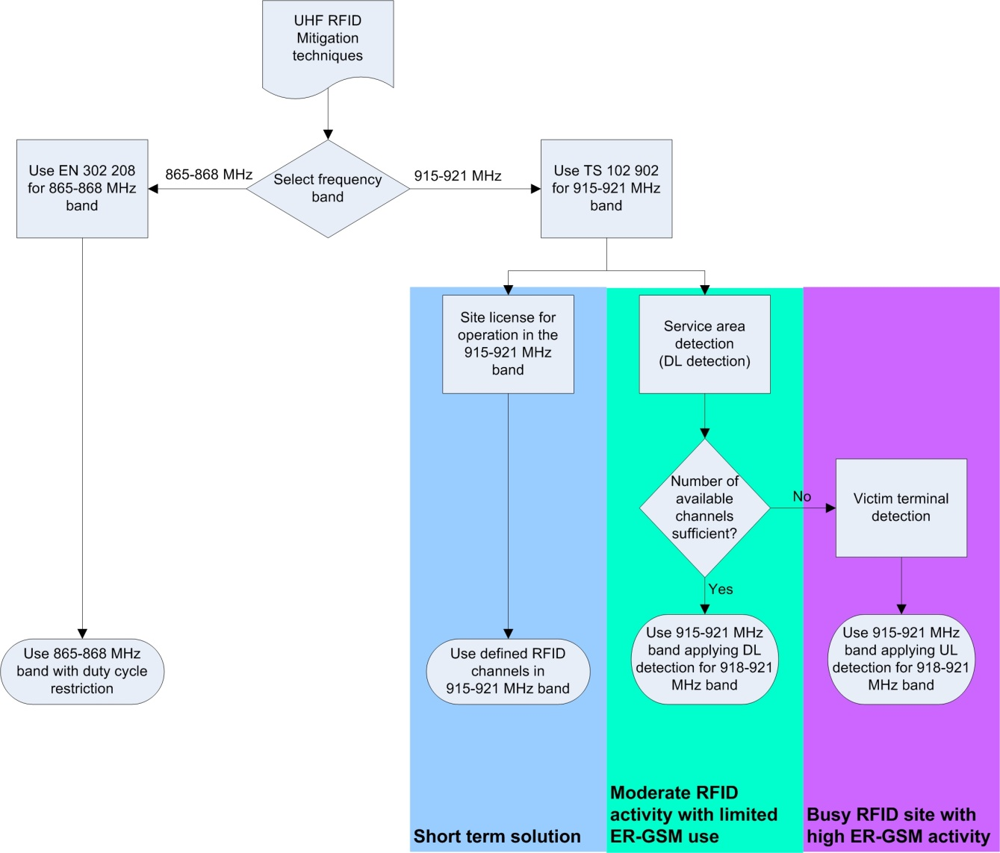 UHF RFID
Mitigation
techniques
Use EN 302 208
for 865-868 MHz
band
865-868 MHz
Select frequency
band
915-921 MHz
Use TS 102 902
for 915-921 MHz
band
Site license for
operation in the
915-921 MHz
band
Service area
detection
(DL detection)
Number of
available
channels
sufficient?
No
Victim terminal
detection
Yes
Use 865-868 MHz
band with duty cycle
restriction
Use defined RFID
channels in
915-921 MHz band
Use 915-921 MHz
band applying DL
detection for 918-921
MHz band
Use 915-921 MHz
band applying UL
detection for 918-921
MHz band
Short term solution
Moderate RFID
activity with limited
ER-GSM use
Busy RFID site with
high ER-GSM activity